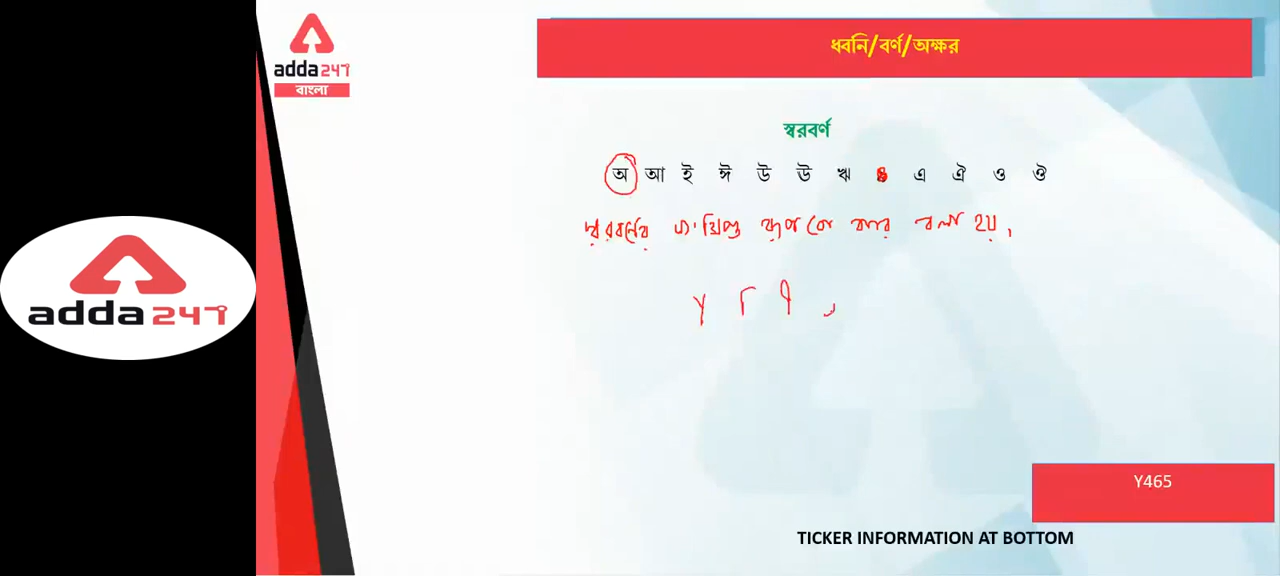 adda247
বাংলা
ধ্বনি/বর্ণ/অক্ষর
স্বরবর্ণ
অ আ ই ঈ উ ঊ ঋ এ ঐ ও ঔ
স্বরবর্ণের সংক্ষিপ্ত রূপকে কার বলা হয়।
া ি ী ু
adda247
Y465
TICKER INFORMATION AT BOTTOM